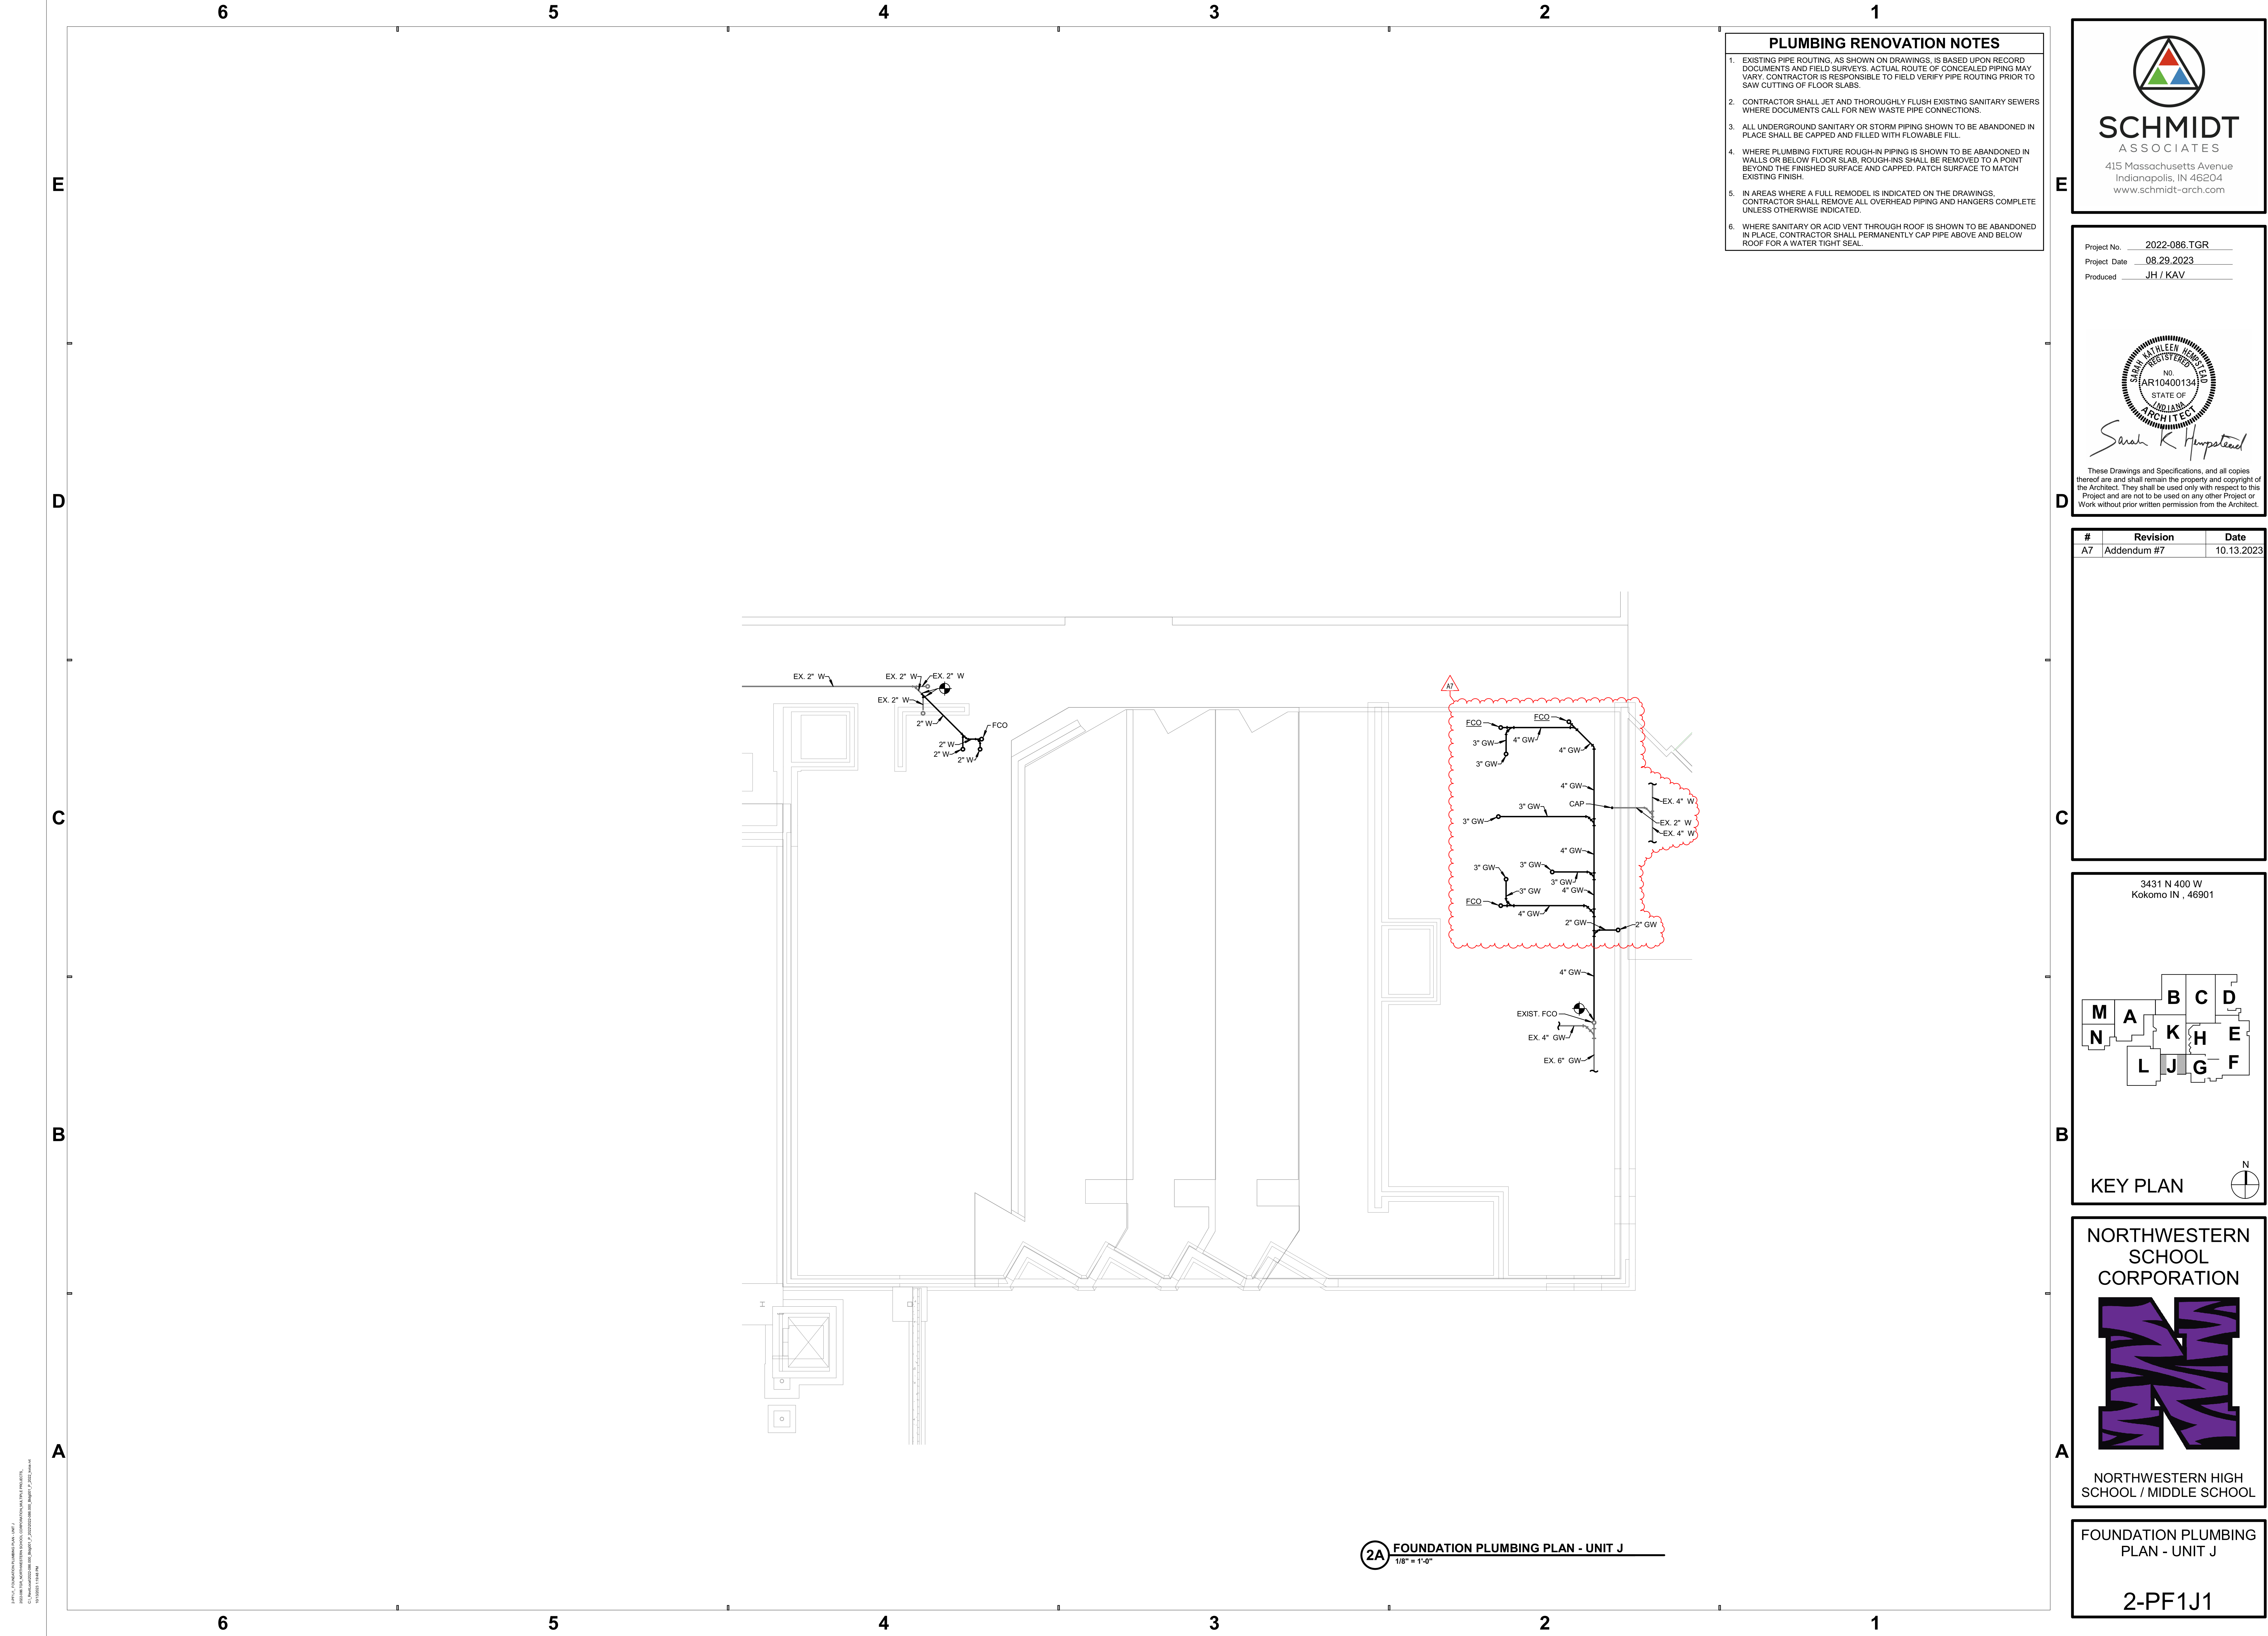 6 5 4 3 2 1
PLUMBING RENOVATION NOTES
1. EXISTING PIPE ROUTING, AS SHOWN ON DRAWINGS, IS BASED UPON RECORD
DOCUMENTS AND FIELD SURVEYS. ACTUAL ROUTE OF CONCEALED PIPING MAY
VARY. CONTRACTOR IS RESPONSIBLE TO FIELD VERIFY PIPE ROUTING PRIOR TO
SAW CUTTING OF FLOOR SLABS.
2. CONTRACTOR SHALL JET AND THOROUGHLY FLUSH EXISTING SANITARY SEWERS
WHERE DOCUMENTS CALL FOR NEW WASTE PIPE CONNECTIONS.
3. ALL UNDERGROUND SANITARY OR STORM PIPING SHOWN TO BE ABANDONED IN
PLACE SHALL BE CAPPED AND FILLED WITH FLOWABLE FILL.
4. WHERE PLUMBING FIXTURE ROUGH-IN PIPING IS SHOWN TO BE ABANDONED IN
WALLS OR BELOW FLOOR SLAB, ROUGH-INS SHALL BE REMOVED TO A POINT
BEYOND THE FINISHED SURFACE AND CAPPED. PATCH SURFACE TO MATCH
EXISTING FINISH.
5. IN AREAS WHERE A FULL REMODEL IS INDICATED ON THE DRAWINGS,
CONTRACTOR SHALL REMOVE ALL OVERHEAD PIPING AND HANGERS COMPLETE
UNLESS OTHERWISE INDICATED.
6. WHERE SANITARY OR ACID VENT THROUGH ROOF IS SHOWN TO BE ABANDONED
IN PLACE, CONTRACTOR SHALL PERMANENTLY CAP PIPE ABOVE AND BELOW
ROOF FOR A WATER TIGHT SEAL.
E
D
C
B
A
EX. 2" W
EX. 2" W
EX. 2" W
EX. 2" W
2" W
FCO
2" W
2" W
2" W
A7
FCO
FCO
3" GW
4" GW
4" GW
3" GW
4" GW
CAP
EX. 4" W
3" GW
3" GW
EX. 2" W
EX. 4" W
4" GW
3" GW
3" GW
3" GW
3" GW
4" GW
FCO
4" GW
2" GW
2" GW
4" GW
EXIST. FCO
EX. 4" GW
EX. 6" GW
2A
FOUNDATION PLUMBING PLAN - UNIT J
1/8" = 1'-0"
6 5 4 3 2 1
E
D
C
B
A
SCHMIDT
ASSOCIATES
415 Massachusetts Avenue
Indianapolis, IN 46204
www.schmidt-arch.com
Project No. 2022-086.TGR
Project Date 08.29.2023
Produced JH / KAV
SARAH KATHLEEN HEMPSTEAD
REGISTERED
N0.
AR10400134
STATE OF
INDIANA
ARCHITECT
Sarah K Hempstead
These Drawings and Specifications, and all copies
thereof are and shall remain the property and copyright of
the Architect. They shall be used only with respect to this
Project and are not to be used on any other Project or
Work without prior written permission from the Architect.
# Revision Date
A7 Addendum #7 10.13.2023
3431 N 400 W
Kokomo IN , 46901
B C D
M A
N K H E
L J G F
N
KEY PLAN
NORTHWESTERN
SCHOOL
CORPORATION
NORTHWESTERN HIGH
SCHOOL / MIDDLE SCHOOL
FOUNDATION PLUMBING
PLAN - UNIT J
2-PF1J1